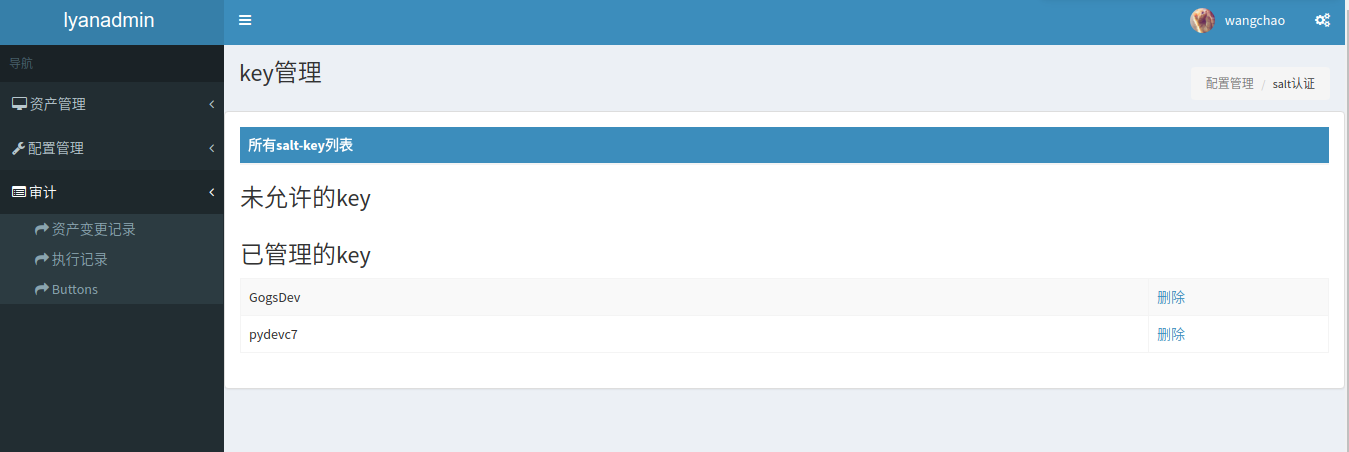 lyanadmin
wangchao
导航
资产管理
配置管理
审计
资产变更记录
执行记录
Buttons
key管理
配置管理 / salt认证
所有salt-key列表
未允许的key
已管理的key
GogsDev 删除
pydevc7 删除